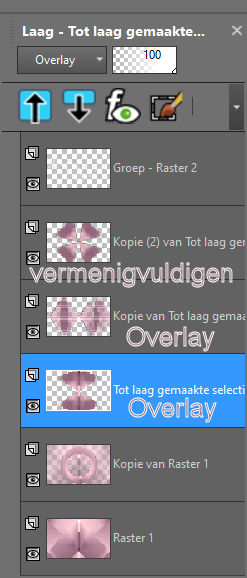 Laag - Tot laag gemaakte...
Overlay
100
Groep - Raster 2
Kopie (2) van Tot laag ger
vermenigvuldigen
Kopie van Tot laag gemaa
Overlay
Tot laag gemaakte selecti
Overlay
Kopie van Raster 1
Raster 1